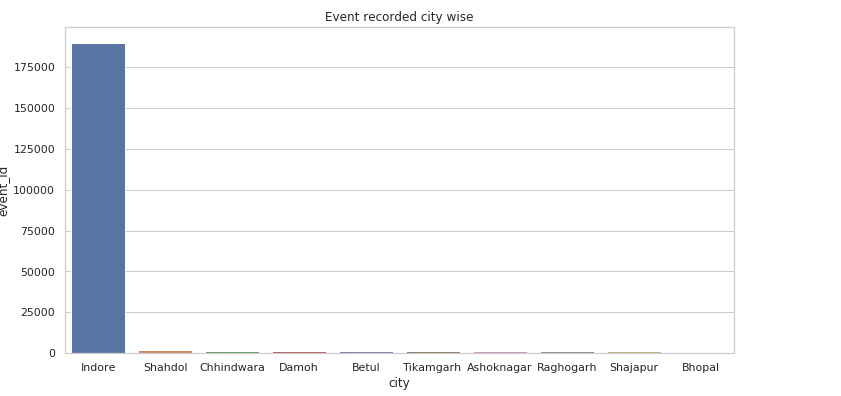 Event recorded city wise
175000
150000
125000
100000
75000
50000
25000
0
event_id
Indore Shahdol Chhindwara Damoh Betul Tikamgarh Ashoknagar Raghogarh Shajapur Bhopal
city